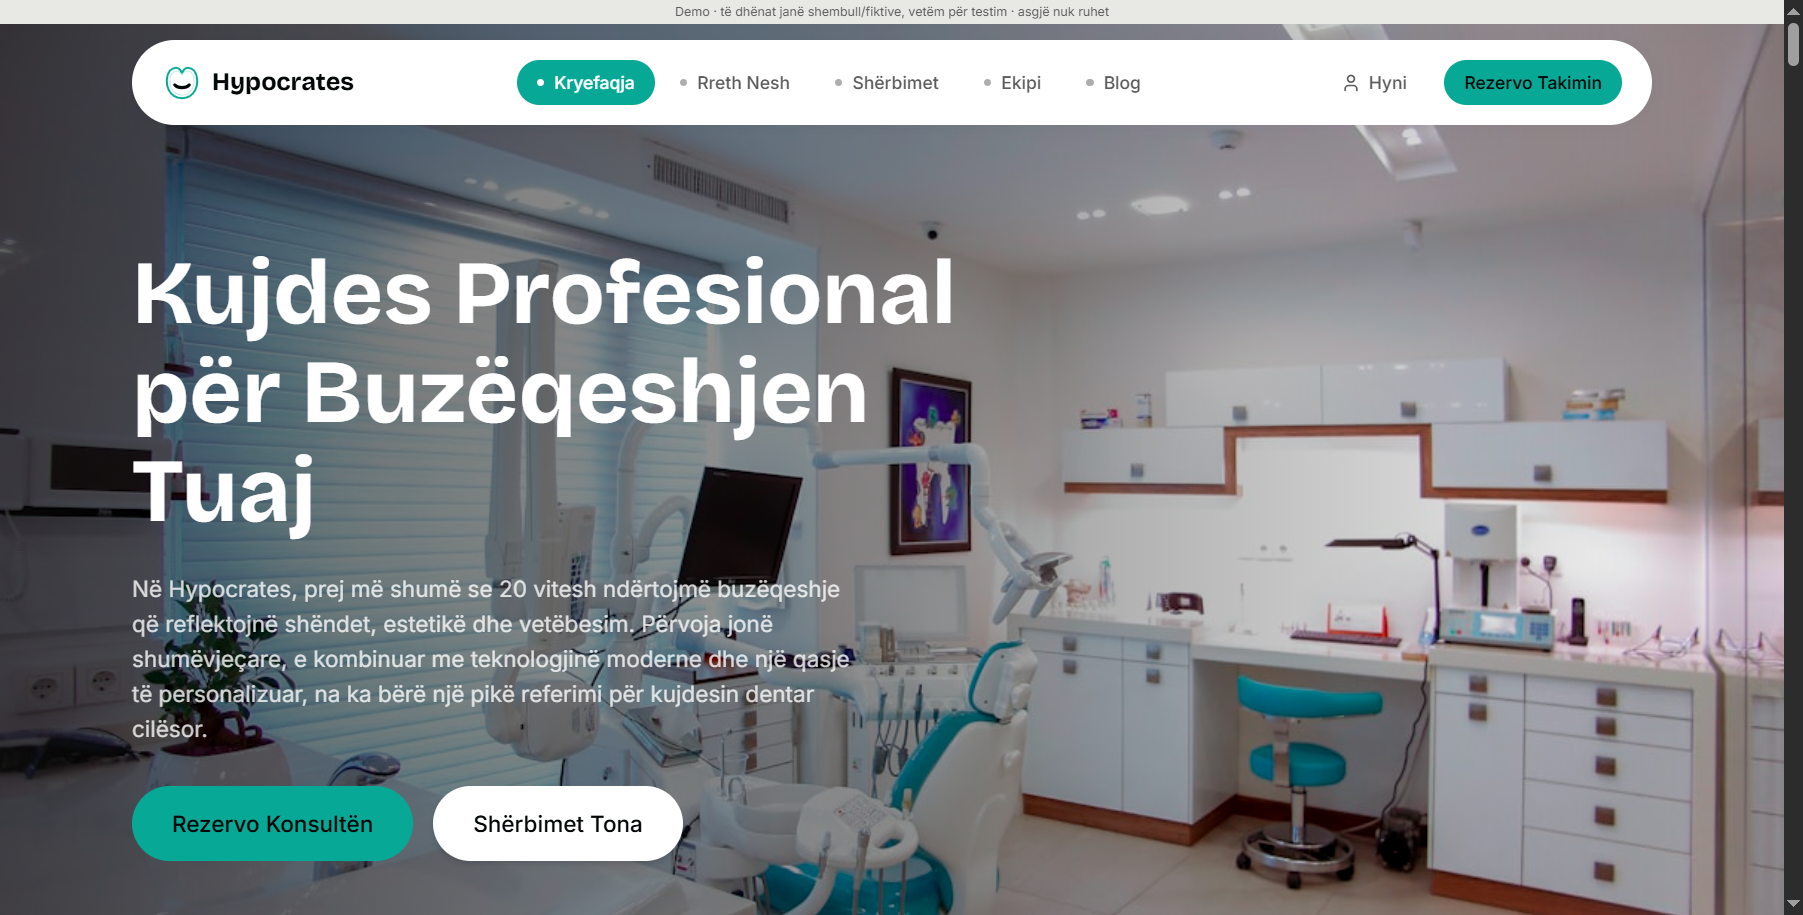 Demo · të dhënat janë shembull/fiktive, vetëm për testim · asgjë nuk ruhet
Hypocrates
Kryefaqja
Rreth Nesh
Shërbimet
Ekipi
Blog
Hyni
Rezervo Takimin
Kujdes Profesional
për Buzëqeshjen
Tuaj
Në Hypocrates, prej më shumë se 20 vitesh ndërtojmë buzëqeshje
që reflektojnë shëndet, estetikë dhe vetëbesim. Përvoja jonë
shumëvjeçare, e kombinuar me teknologjinë moderne dhe një qasje
të personalizuar, na ka bërë një pikë referimi për kujdesin dentar
cilësor.
Rezervo Konsultën
Shërbimet Tona